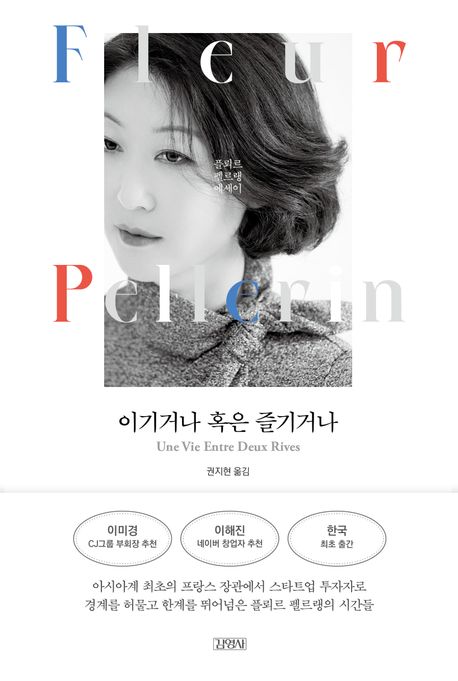 Fleur
플뢰르
펠르랭
에세이
Pellerin
이기거나 혹은 즐기거나
Une Vie Entre Deux Rives
권지현 옮김
이미경
CJ그룹 부회장 추천
이해진
네이버 창업자 추천
한국
최초 출간
아시아계 최초의 프랑스 장관에서 스타트업 투자자로
경계를 허물고 한계를 뛰어넘은 플뢰르 펠르랭의 시간들
김영사